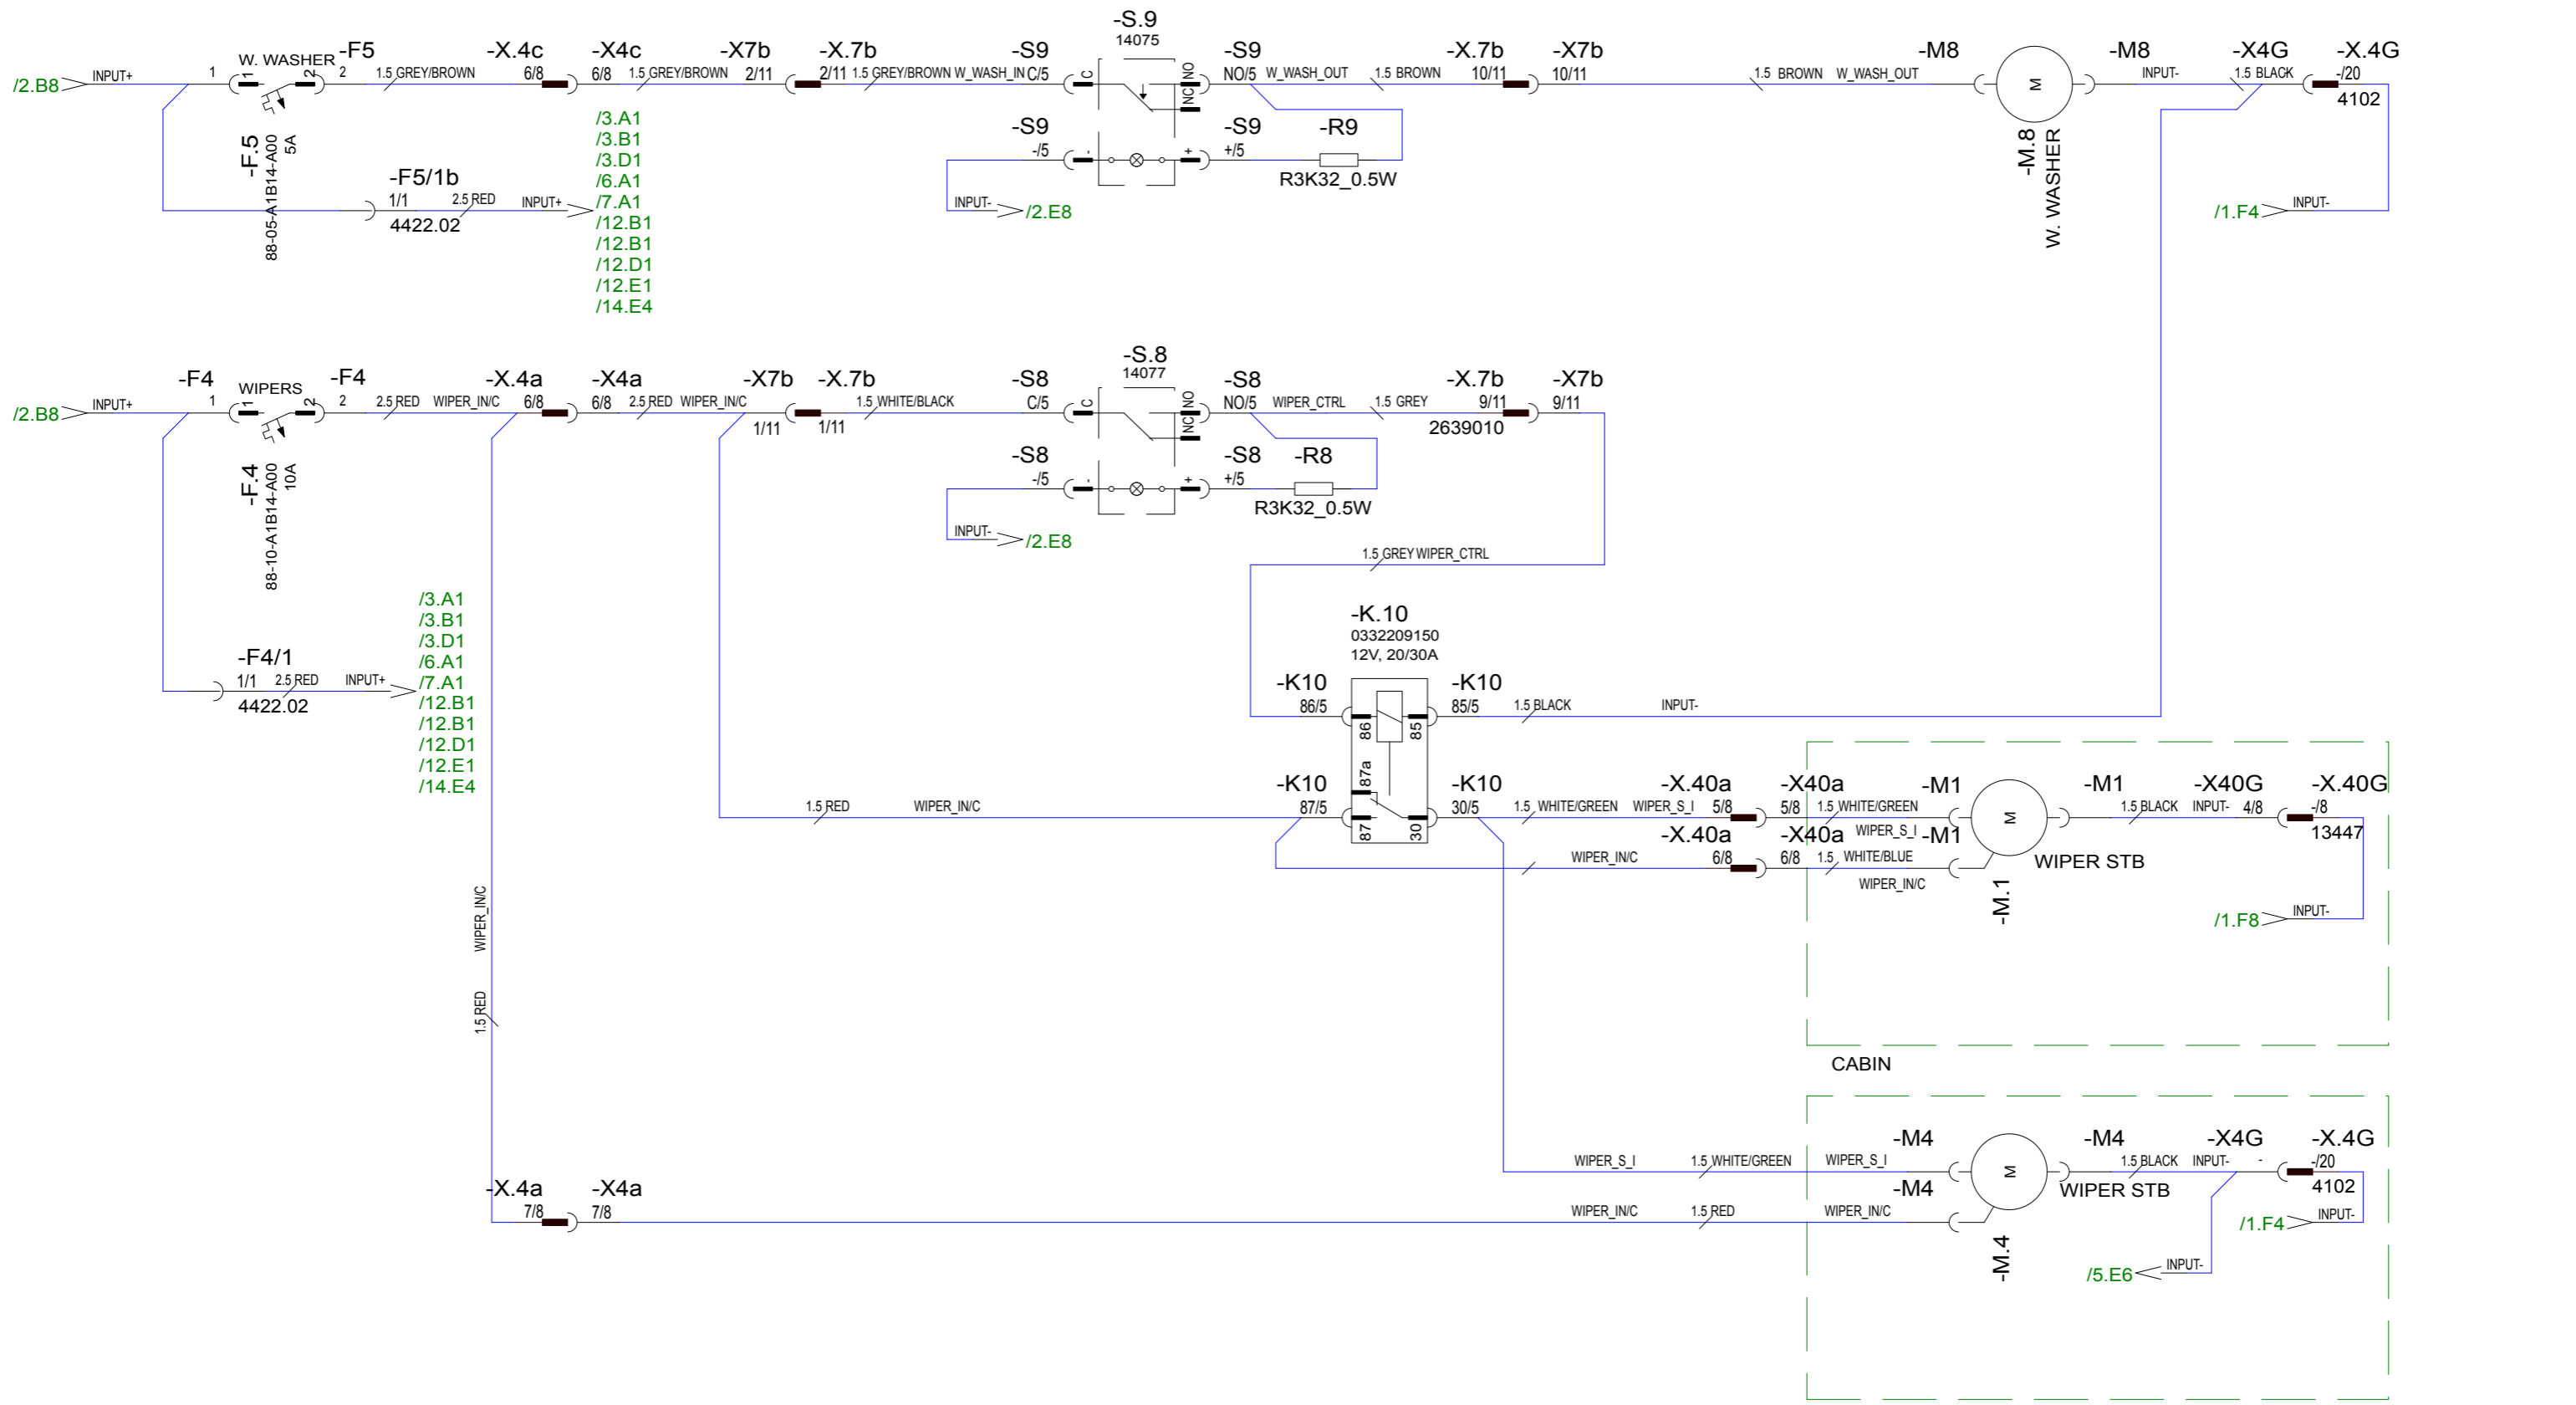 -S.9
14075
-F5
-X.4c
-X4c
-X7b
-X.7b
-S9
-S9
-X.7b
-X7b
-M8
-M8
-X4G
-X.4G
/2.B8
INPUT+
1
W. WASHER
1
2
2
1.5 GREY/BROWN
6/8
6/8
1.5 GREY/BROWN
2/11
2/11
1.5 GREY/BROWN
W_WASH_IN
C/5
C
NO
NC
NO/5
W_WASH_OUT
1.5 BROWN
10/11
10/11
1.5 BROWN
W_WASH_OUT
M
INPUT-
1.5 BLACK
-/20
4102
-F.5
88-05-A1B14-A00
5A
/3.A1
/3.B1
/3.D1
/6.A1
/7.A1
/12.B1
/12.B1
/12.D1
/12.E1
/14.E4
-S9
-/5
-
+
-S9
+/5
-R9
R3K32_0.5W
-M.8
W. WASHER
-F5/1b
1/1
2.5 RED
INPUT+
4422.02
INPUT-
/2.E8
/1.F4
INPUT-
-S.8
14077
-F4
WIPERS
-F4
-X.4a
-X4a
-X7b
-X.7b
-S8
-S8
-X.7b
-X7b
/2.B8
INPUT+
1
1
2
2
2.5 RED
WIPER_IN/C
6/8
6/8
2.5 RED
WIPER_IN/C
1/11
1/11
1.5 WHITE/BLACK
C/5
C
NO
NC
NO/5
WIPER_CTRL
1.5 GREY
9/11
9/11
2639010
-F.4
88-10-A1B14-A00
10A
-S8
-/5
-
+
-S8
+/5
-R8
R3K32_0.5W
INPUT-
/2.E8
1.5 GREY
WIPER_CTRL
/3.A1
/3.B1
/3.D1
/6.A1
/7.A1
/12.B1
/12.B1
/12.D1
/12.E1
/14.E4
-F4/1
1/1
2.5 RED
INPUT+
4422.02
-K.10
0332209150
12V, 20/30A
-K10
86/5
86
85
-K10
85/5
1.5 BLACK
INPUT-
87a
-K10
87/5
87
30
-K10
30/5
1.5 RED
WIPER_IN/C
1.5 WHITE/GREEN
WIPER_S_I
-X.40a
5/8
-X40a
5/8
1.5 WHITE/GREEN
WIPER_S_I
-M1
M
-M1
1.5 BLACK
INPUT-
-X40G
4/8
-X.40G
-/8
13447
WIPER_IN/C
-X.40a
6/8
-X40a
6/8
1.5 WHITE/BLUE
WIPER_IN/C
-M1
WIPER STB
-M.1
/1.F8
INPUT-
WIPER_IN/C
1.5 RED
CABIN
WIPER_S_I
1.5 WHITE/GREEN
WIPER_S_I
-M4
M
-M4
1.5 BLACK
INPUT-
-X4G
-
-X.4G
-/20
4102
WIPER STB
-X.4a
7/8
-X4a
7/8
WIPER_IN/C
1.5 RED
WIPER_IN/C
-M4
-M.4
/1.F4
INPUT-
/5.E6
INPUT-